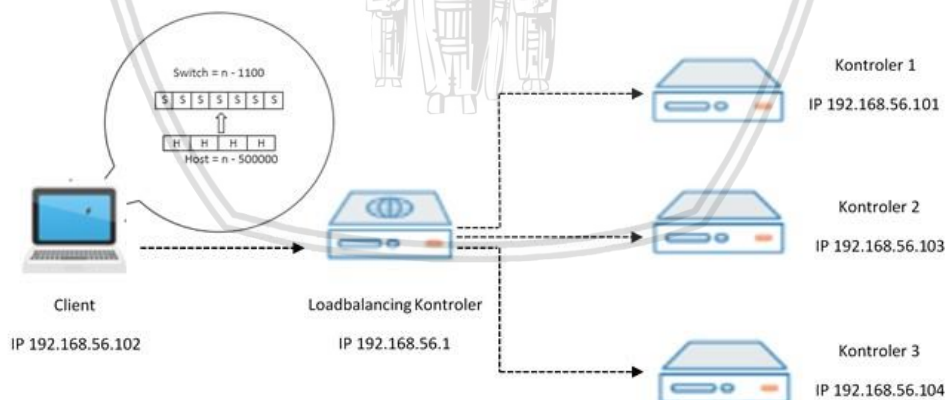 Switch = n - 1100
S S S S S S S
H H H H
Host = n - 500000
Client
IP 192.168.56.102
Loadbalancing Kontroler
IP 192.168.56.1
Kontroler 1
IP 192.168.56.101
Kontroler 2
IP 192.168.56.103
Kontroler 3
IP 192.168.56.104